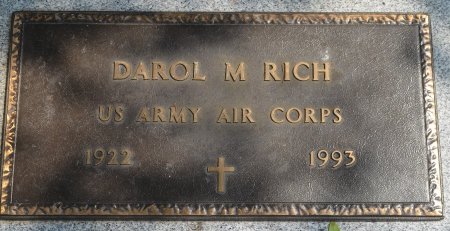 DAROL M RICH
US ARMY AIR CORPS
1922 1993